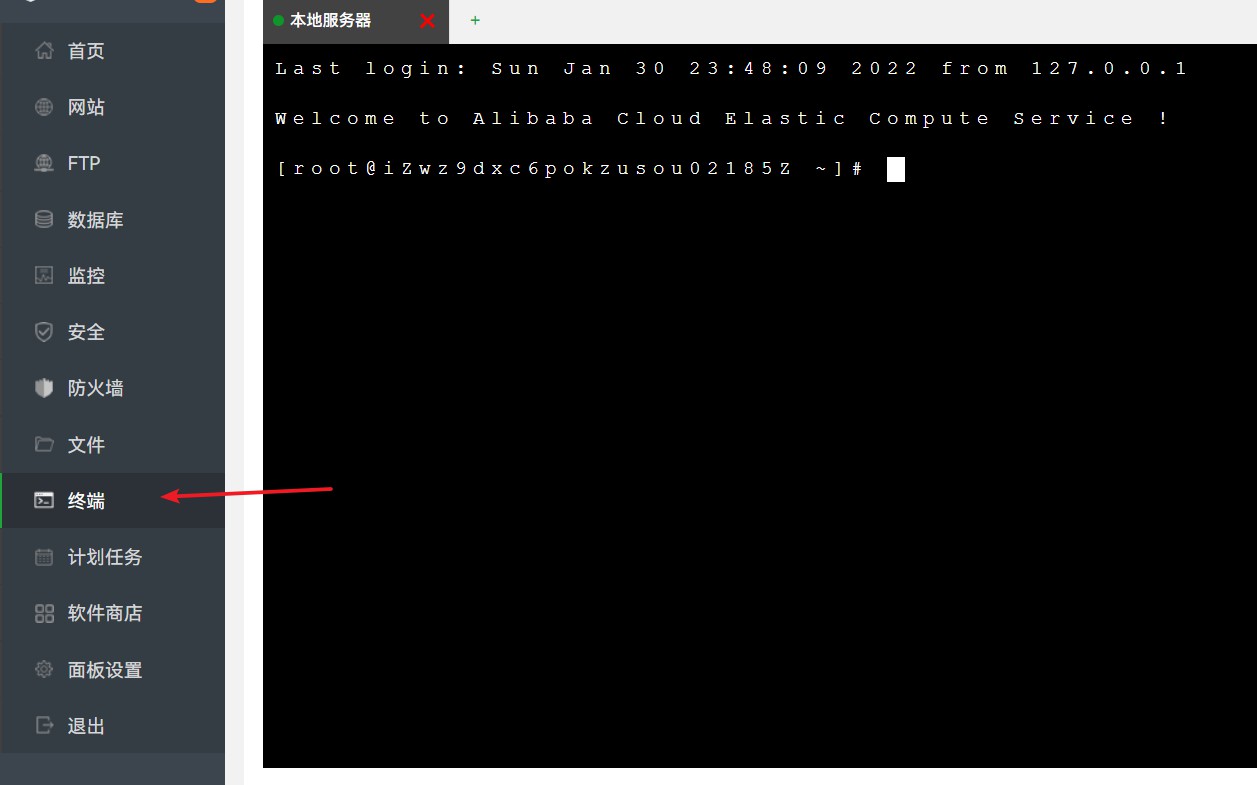 首页
网站
FTP
数据库
监控
安全
防火墙
文件
终端
计划任务
软件商店
面板设置
退出
本地服务器
+
Last login: Sun Jan 30 23:48:09 2022 from 127.0.0.1
Welcome to Alibaba Cloud Elastic Compute Service !
[root@iZwz9dxc6pokzusou02185Z ~]#